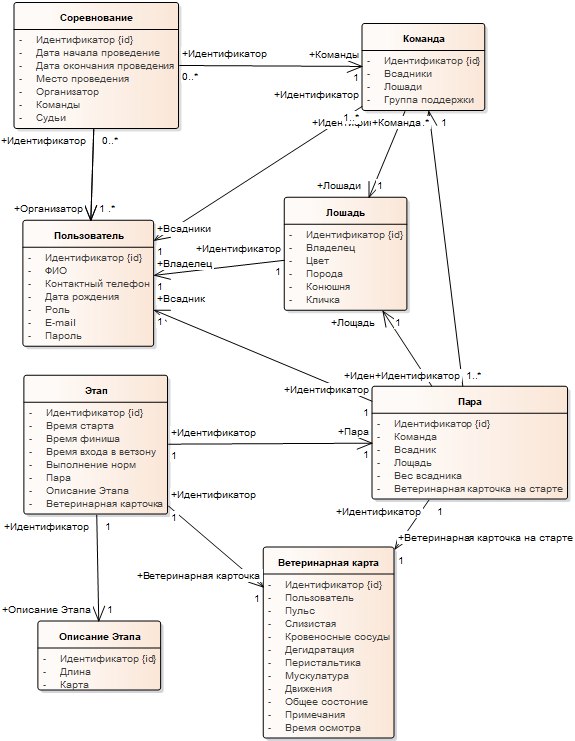 Соревнование
- Идентификатор {id}
- Дата начала проведение
- Дата окончания проведения
- Место проведения
- Организатор
- Команды
- Судьи
+Идентификатор
0..*
+Команды
1
Команда
- Идентификатор {id}
- Всадники
- Лошади
- Группа поддержки
+Идентификатор
1..*
+Команда
.*
1
+Идентификатор 0..*
+Организатор 1 ..*
+Лошади 1
Пользователь
- Идентификатор {id}
- ФИО
- Контактный телефон
- Дата рождения
- Роль
- E-mail
- Пароль
+Всадники
1
+Владелец
1
+Всадник
1
+Идентификатор
1
Лошадь
- Идентификатор {id}
- Владелец
- Цвет
- Порода
- Конюшня
- Кличка
+Лощадь 1
+Иден+Идентификатор 1..*
+Идентификатор
1
Этап
- Идентификатор {id}
- Время старта
- Время финиша
- Время входа в ветзону
- Выполнение норм
- Пара
- Описание Этапа
- Ветеринарная карточка
+Идентификатор
1
+Пара
1
Пара
- Идентификатор {id}
- Команда
- Всадник
- Лощадь
- Вес всадника
- Ветеринарная карточка на старте
+Идентификатор
1
+Идентификатор 1
+Идентификатор 1
+Ветеринарная карточка на старте
1
+Ветеринарная карточка
1
+Описание Этапа 1
Описание Этапа
- Идентификатор {id}
- Длина
- Карта
Ветеринарная карта
- Идентификатор {id}
- Пользователь
- Пульс
- Слизистая
- Кровеносные сосуды
- Дегидратация
- Перистальтика
- Мускулатура
- Движения
- Общее состоние
- Примечания
- Время осмотра